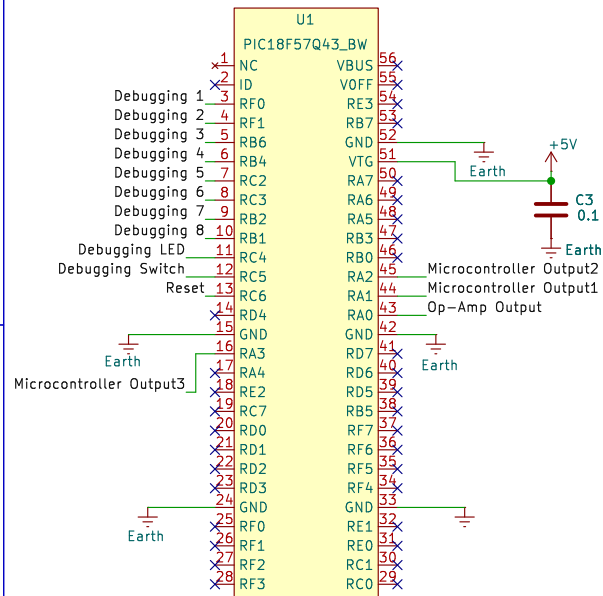 U1
PIC18F57Q43_BW
1 NC VBUS 56
2 ID VOFF 55
Debugging 1 3 RF0 RE3 54
Debugging 2 4 RF1 RB7 53
Debugging 3 5 RB6 GND 52
Earth
Debugging 4 6 RB4 VTG 51
+5V
Debugging 5 7 RC2 RA7 50
Debugging 6 8 RC3 RA6 49
C3
0.1
Debugging 7 9 RB2 RA5 48
Debugging 8 10 RB1 RB3 47
Debugging LED 11 RC4 RB0 46
Earth
Debugging Switch 12 RC5 RA2 45 Microcontroller Output2
Reset 13 RC6 RA1 44 Microcontroller Output1
14 RD4 RA0 43 Op-Amp Output
15 GND GND 42
Earth
Earth
16 RA3 RD7 41
Microcontroller Output3
17 RA4 RD6 40
18 RE2 RD5 39
19 RC7 RB5 38
20 RD0 RF7 37
21 RD1 RF6 36
22 RD2 RF5 35
23 RD3 RF4 34
24 GND GND 33
Earth
25 RF0 RE1 32
26 RF1 RE0 31
27 RF2 RC1 30
28 RF3 RC0 29